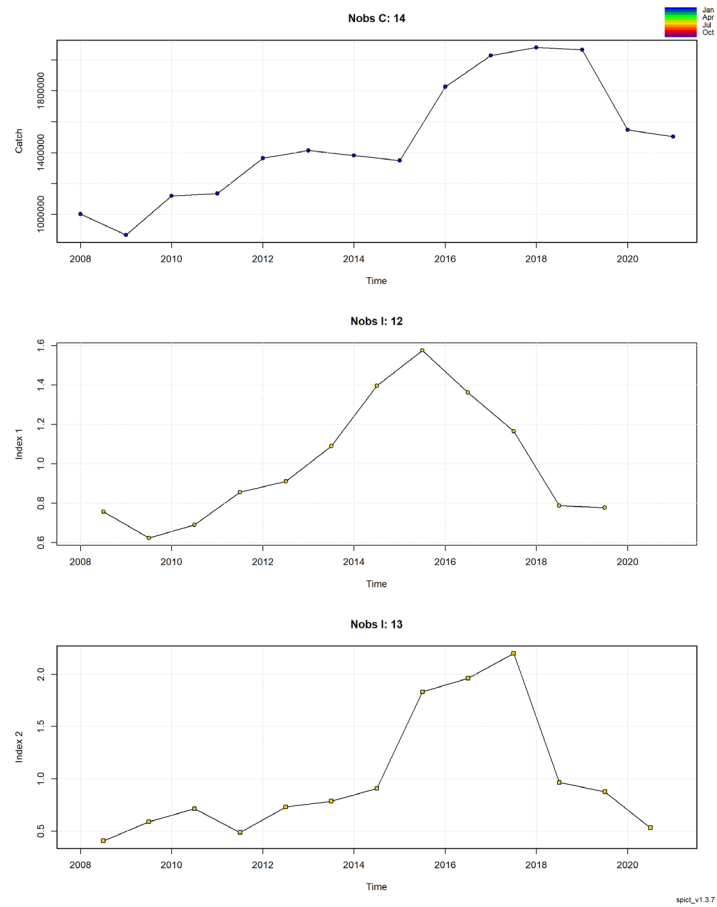 Nobs C: 14
Jan
Apr
Jul
Oct
Catch
1000000 1400000 1800000
2008 2010 2012 2014 2016 2018 2020
Time
Nobs I: 12
Index 1
0.6 0.8 1.0 1.2 1.4 1.6
2008 2010 2012 2014 2016 2018 2020
Time
Nobs I: 13
Index 2
0.5 1.0 1.5 2.0
2008 2010 2012 2014 2016 2018 2020
Time
spict_v1.3.7